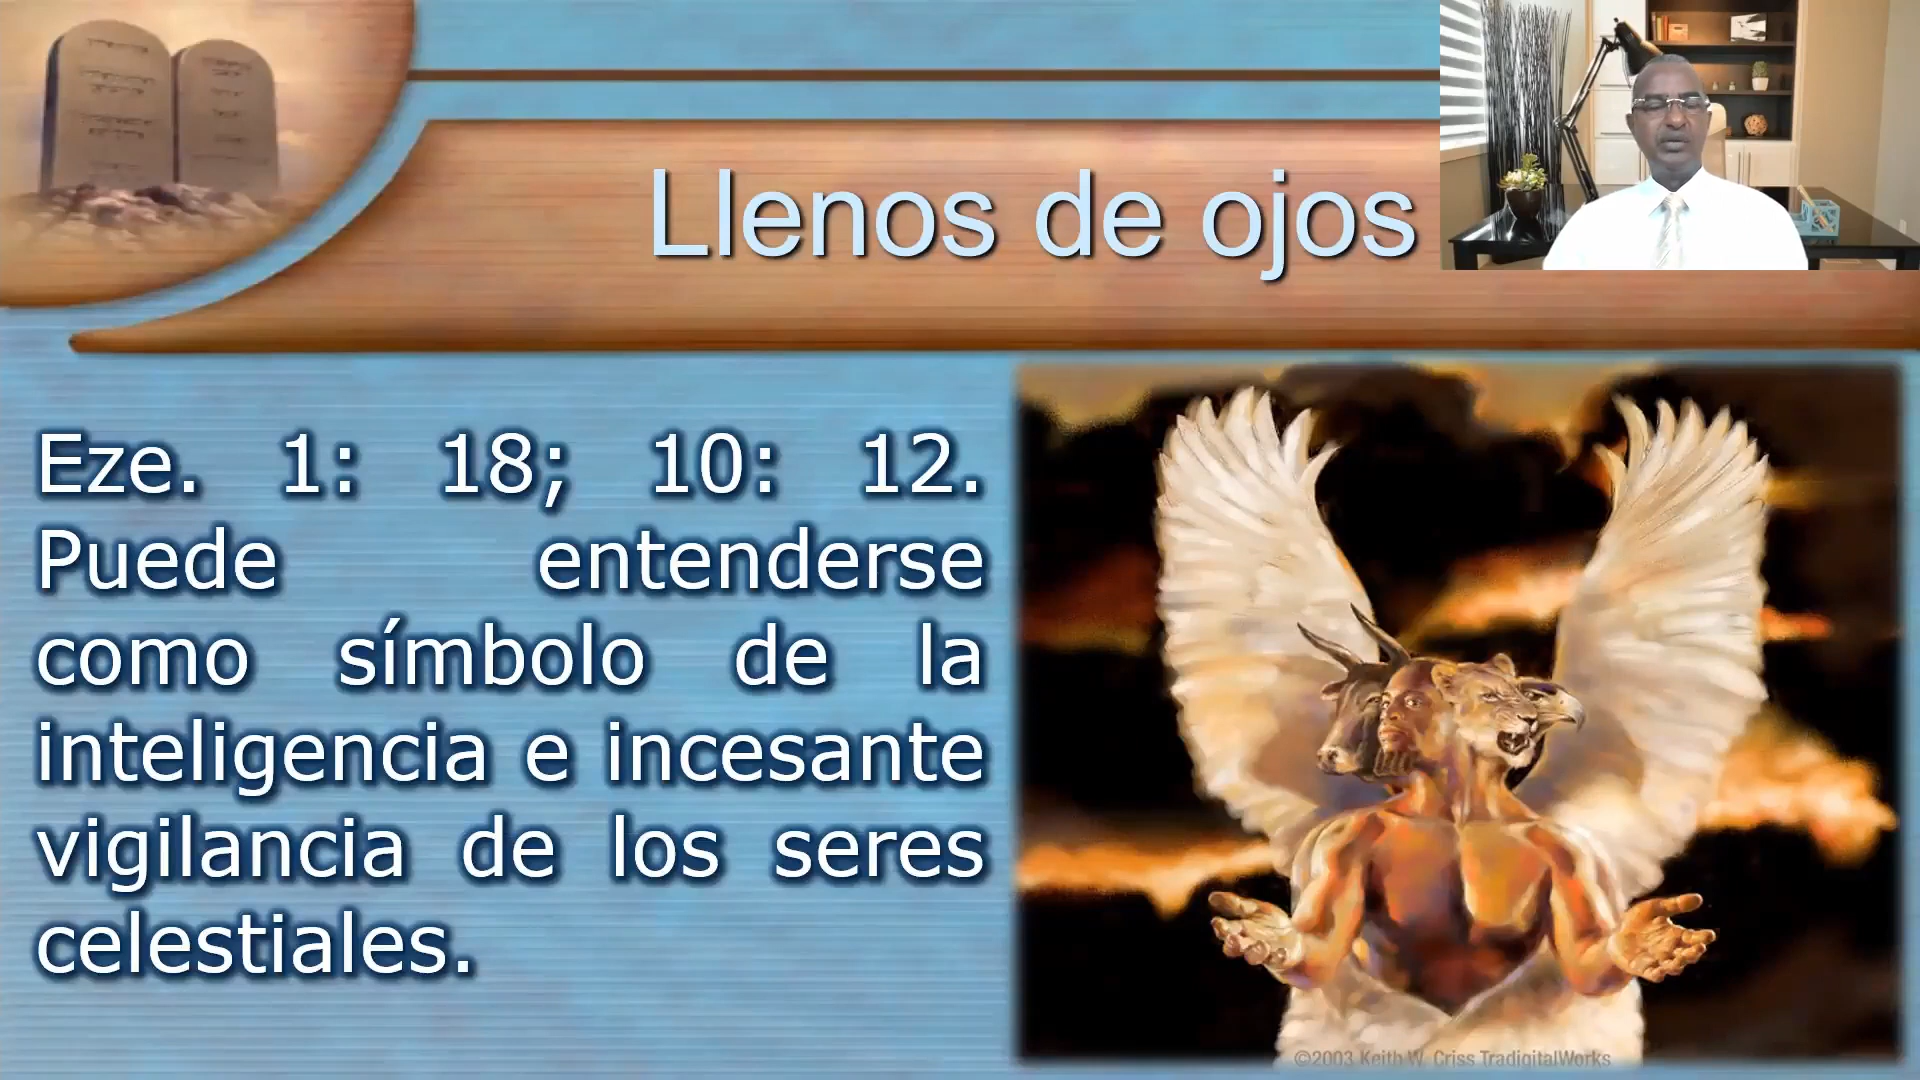 Llenos de ojos
Eze. 1: 18; 10: 12.
Puede entenderse
como símbolo de la
inteligencia e incesante
vigilancia de los seres
celestiales.
©2003 Keith W. Criss TradigitalWorks